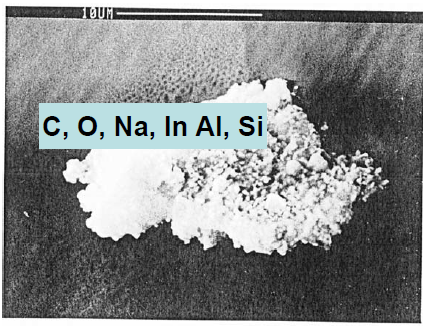 10UM
C, O, Na, In Al, Si